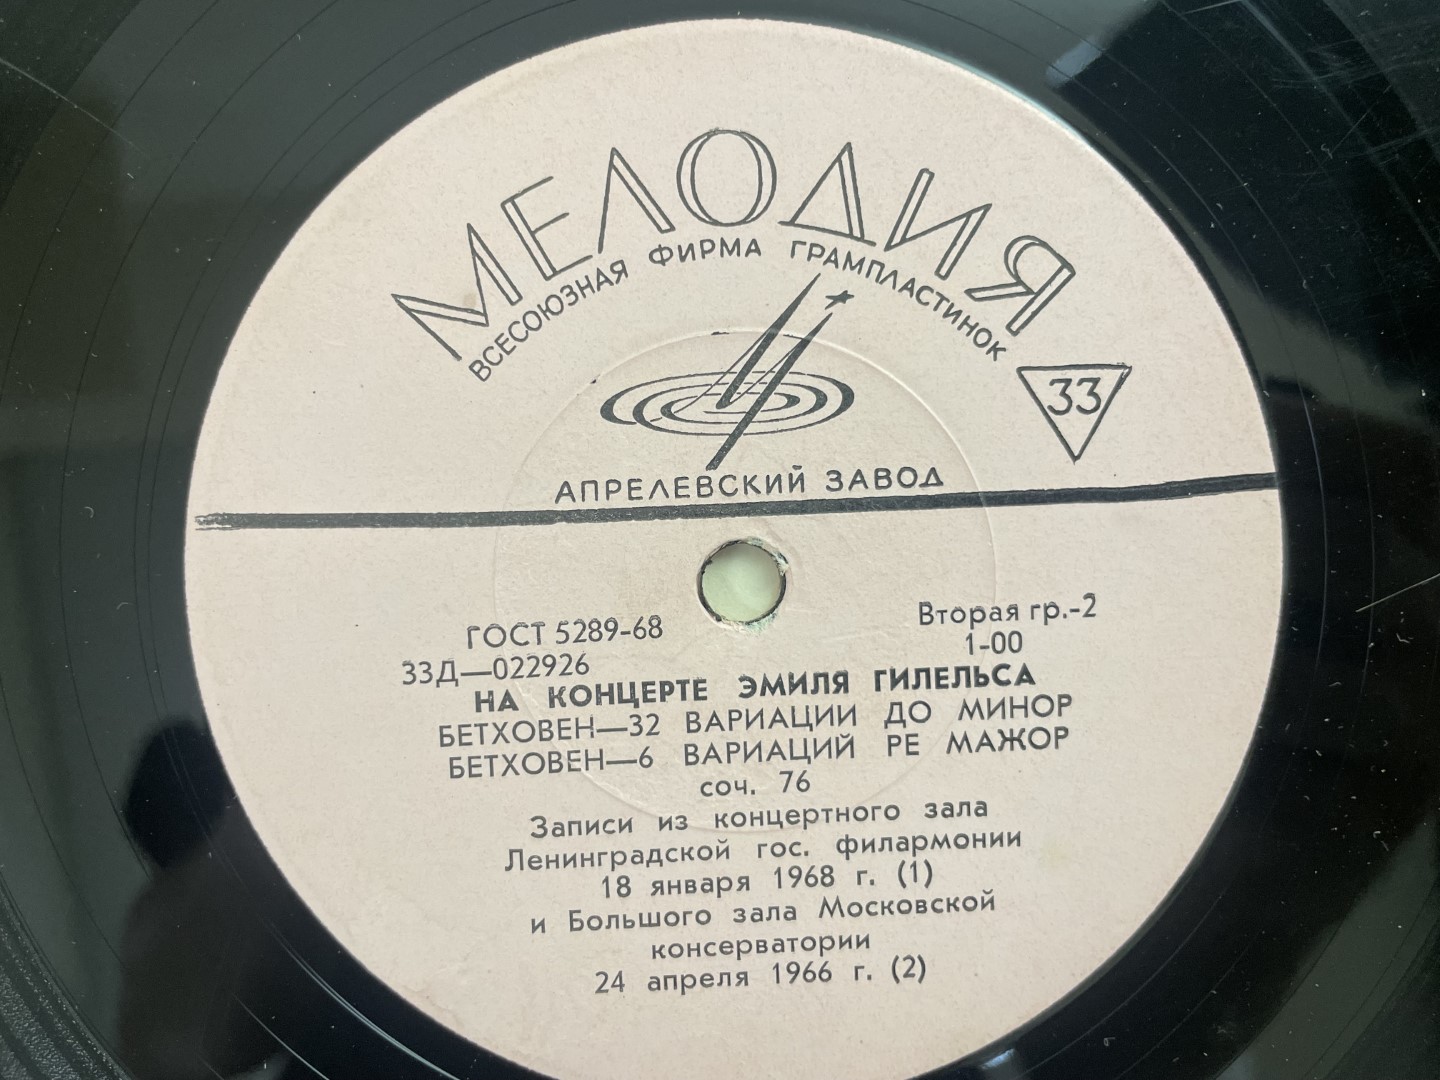 МЕЛОДИЯ
ВСЕСОЮЗНАЯ ФИРМА ГРАМПЛАСТИНОК
33
АПРЕЛЕВСКИЙ ЗАВОД
ГОСТ 5289-68
Вторая гр.-2
33Д—022926
1-00
НА КОНЦЕРТЕ ЭМИЛЯ ГИЛЕЛЬСА
БЕТХОВЕН—32 ВАРИАЦИИ ДО МИНОР
БЕТХОВЕН—6 ВАРИАЦИЙ РЕ МАЖОР
соч. 76
Записи из концертного зала
Ленинградской гос. филармонии
18 января 1968 г. (1)
и Большого зала Московской
консерватории
24 апреля 1966 г. (2)